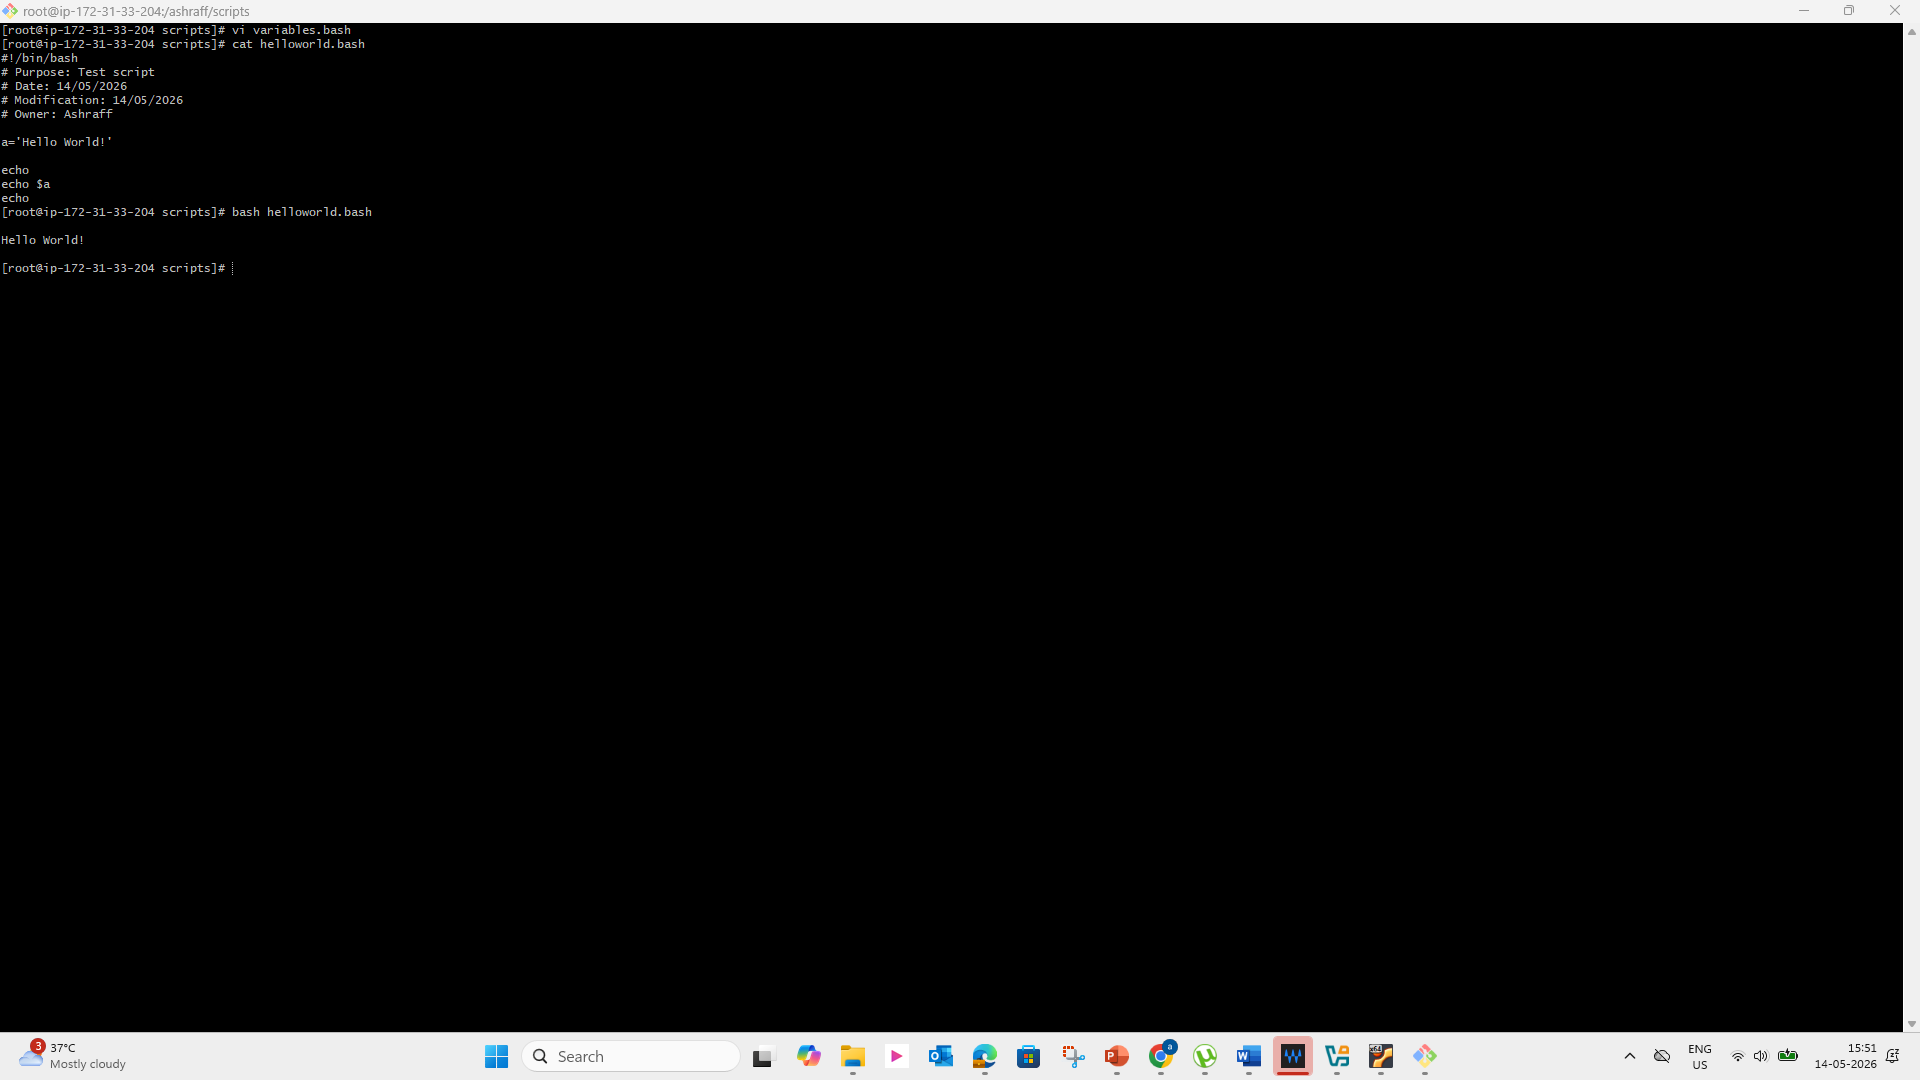 root@ip-172-31-33-204:/ashraff/scripts
[root@ip-172-31-33-204 scripts]# vi variables.bash
[root@ip-172-31-33-204 scripts]# cat helloworld.bash
#!/bin/bash
# Purpose: Test script
# Date: 14/05/2026
# Modification: 14/05/2026
# Owner: Ashraff
a='Hello World!'
echo
echo $a
echo
[root@ip-172-31-33-204 scripts]# bash helloworld.bash
Hello World!
[root@ip-172-31-33-204 scripts]#
3
37°C
Mostly cloudy
Search
a
ENG
US
15:51
14-05-2026